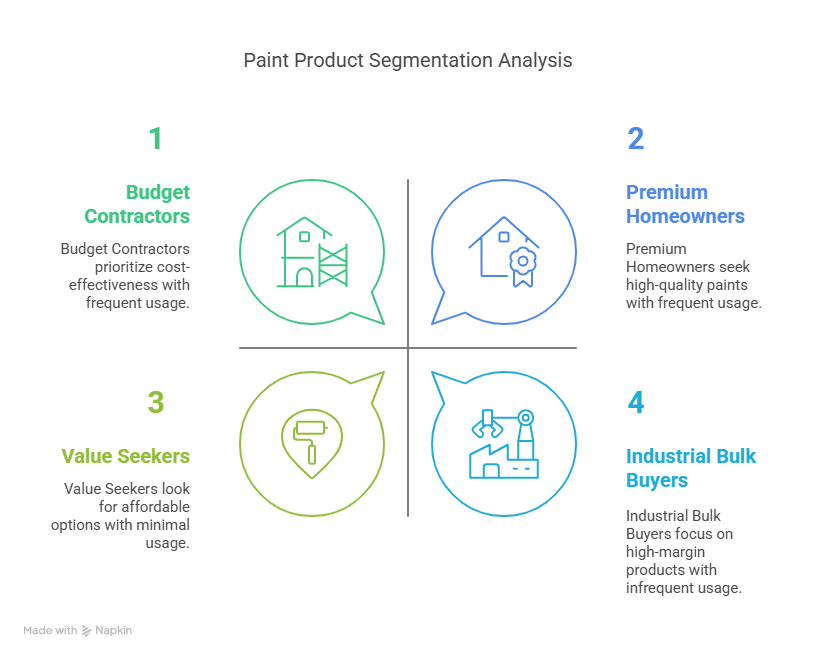 Paint Product Segmentation Analysis
1
Budget
Contractors
Budget Contractors
prioritize cost-
effectiveness with
frequent usage.
2
Premium
Homeowners
Premium
Homeowners seek
high-quality paints
with frequent usage.
3
Value Seekers
Value Seekers look
for affordable
options with minimal
usage.
4
Industrial Bulk
Buyers
Industrial Bulk
Buyers focus on
high-margin
products with
infrequent usage.
Made with Napkin